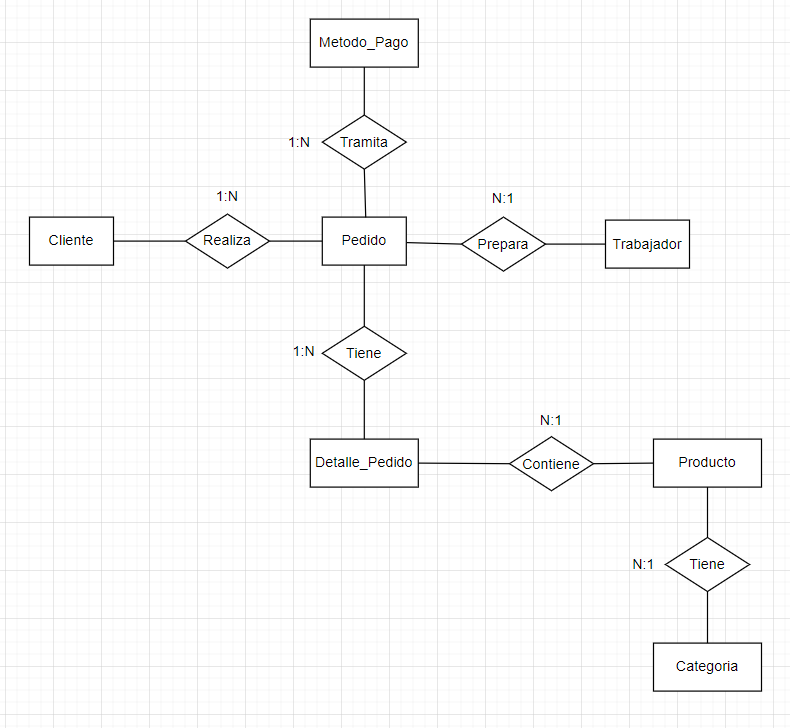 Metodo_Pago
1:N
Tramita
1:N
N:1
Cliente
Realiza
Pedido
Prepara
Trabajador
1:N
Tiene
N:1
Detalle_Pedido
Contiene
Producto
N:1
Tiene
Categoria